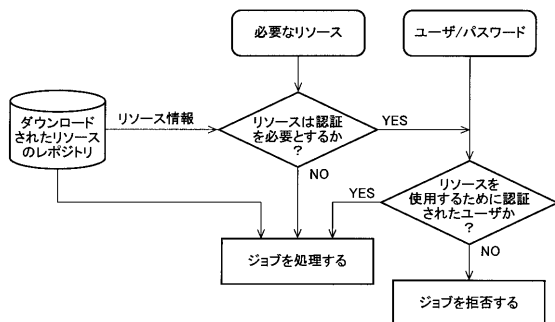 必要なリソース
ユーザ/パスワード
ダウンロード
されたリソース
のレポジトリ
リソース情報
リソースは認証
を必要とするか
?
YES
NO
リソースを
使用するために認証
されたユーザか
?
YES
NO
ジョブを処理する
ジョブを拒否する